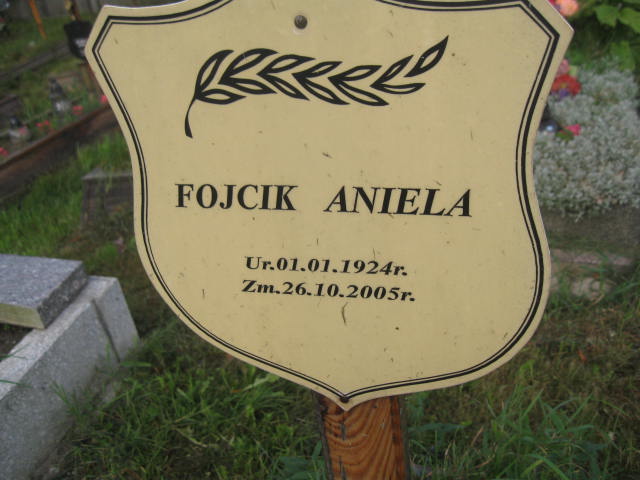 FOJCIK ANIELA
Ur.01.01.1924r.
Zm.26.10.2005r.